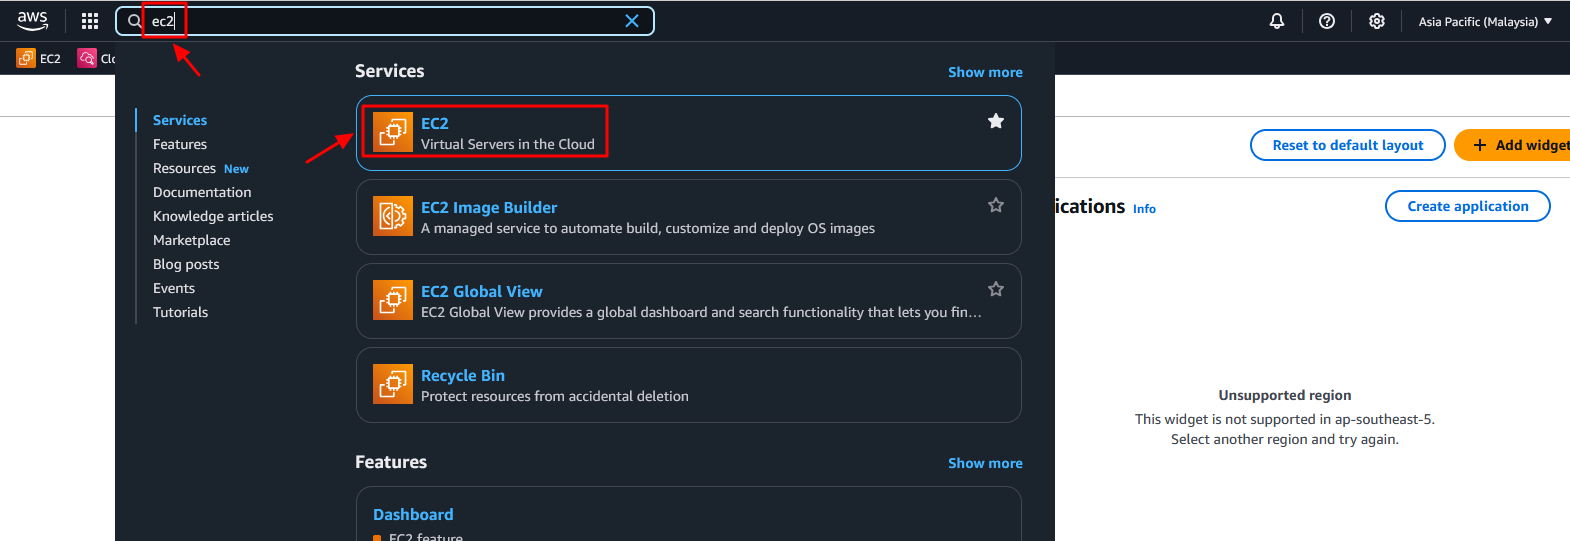 aws
ec2
Asia Pacific (Malaysia)
EC2
Services
Show more
Services
Features
Resources New
Documentation
Knowledge articles
Marketplace
Blog posts
Events
Tutorials
EC2
Virtual Servers in the Cloud
EC2 Image Builder
A managed service to automate build, customize and deploy OS images
EC2 Global View
EC2 Global View provides a global dashboard and search functionality that lets you fin...
Recycle Bin
Protect resources from accidental deletion
Features
Show more
Dashboard
EC2 feature
Reset to default layout
+ Add widget
ications Info
Create application
Unsupported region
This widget is not supported in ap-southeast-5.
Select another region and try again.